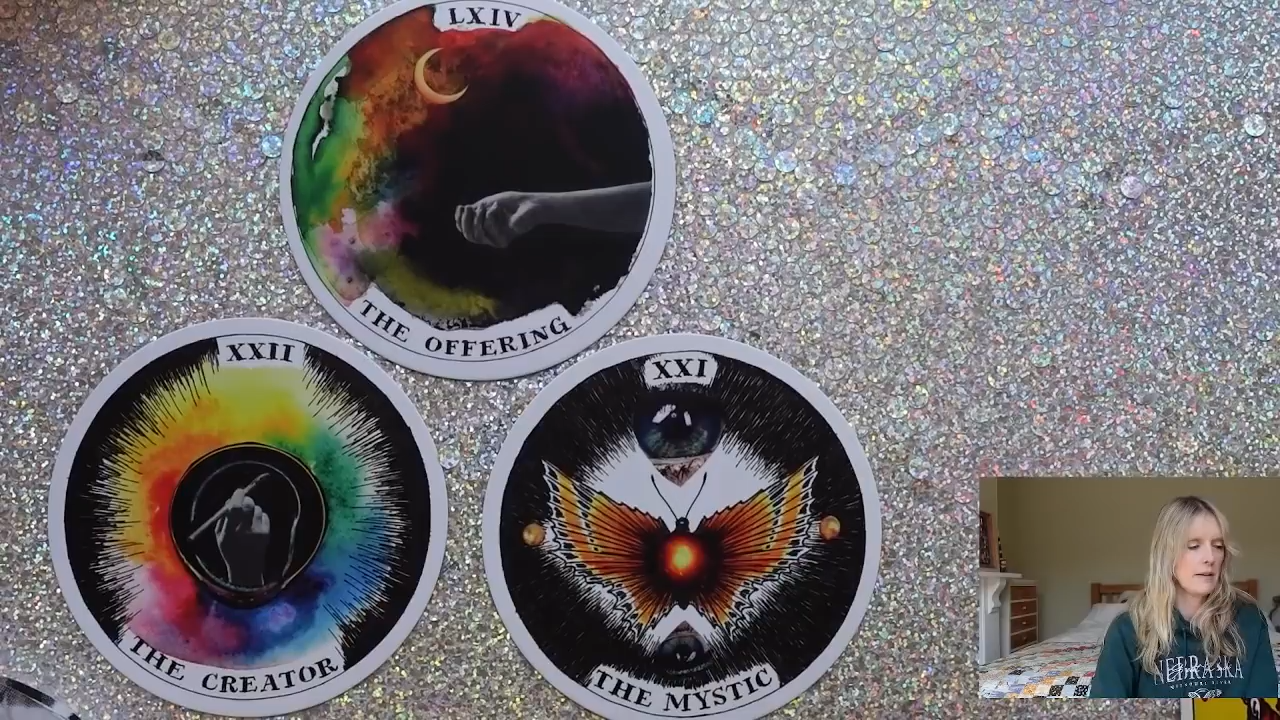 LXIV
THE OFFERING
XXII
THE CREATOR
XXI
THE MYSTIC
NEBRASKA